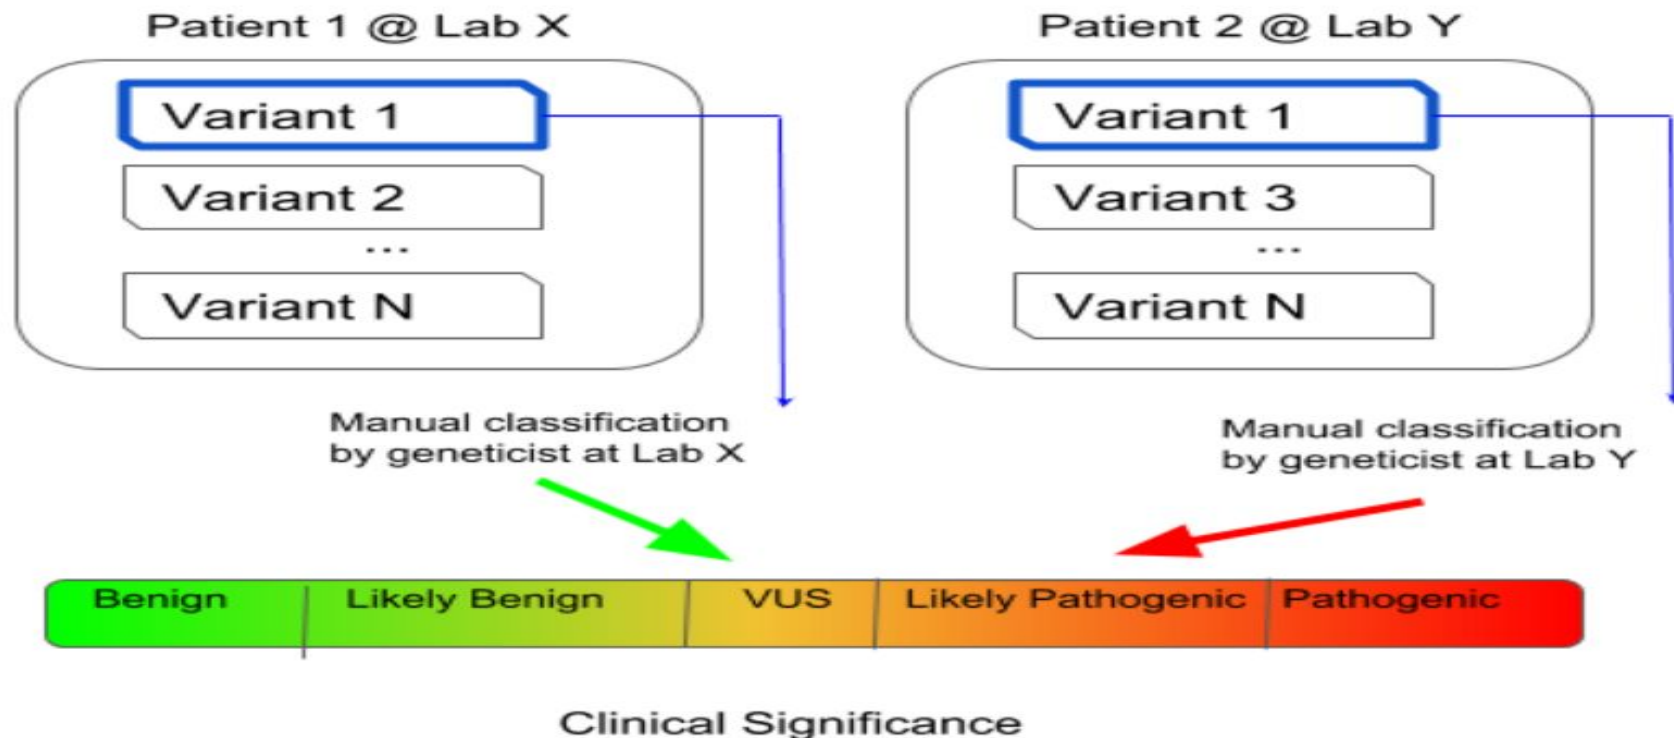 Patient 1 @ Lab X
Variant 1
Variant 2
...
Variant N
Manual classification
by geneticist at Lab X
Patient 2 @ Lab Y
Variant 1
Variant 3
...
Variant N
Manual classification
by geneticist at Lab Y
Benign
Likely Benign
VUS
Likely Pathogenic
Pathogenic
Clinical Significance